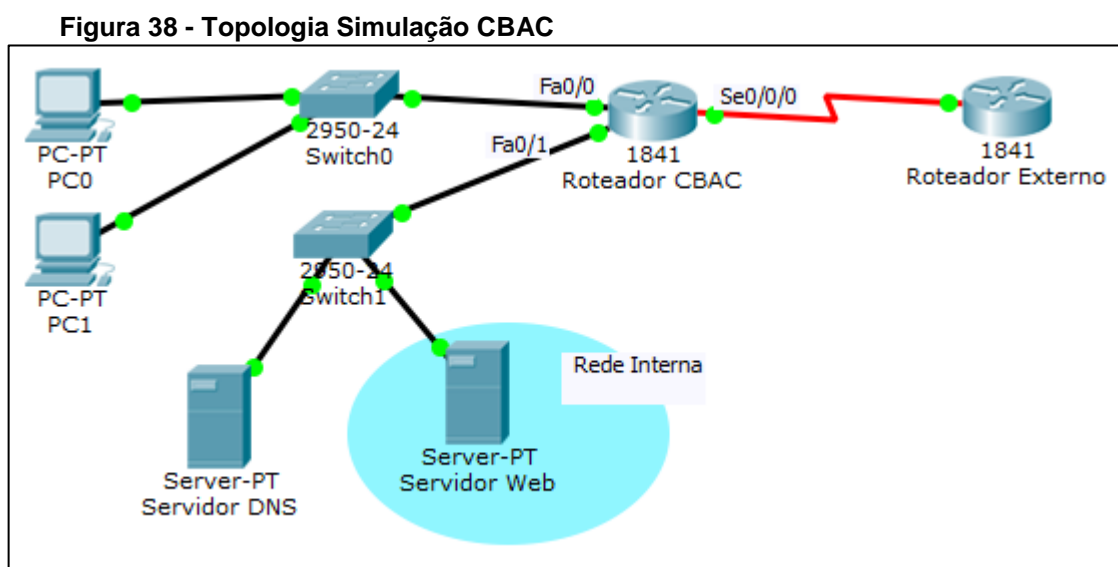 Figura 38 - Topologia Simulação CBAC
Fa0/0
Se0/0/0
2950-24
Switch0
PC-PT
PC0
Fa0/1
1841
Roteador CBAC
1841
Roteador Externo
2950-24
Switch1
PC-PT
PC1
Rede Interna
Server-PT
Servidor DNS
Server-PT
Servidor Web